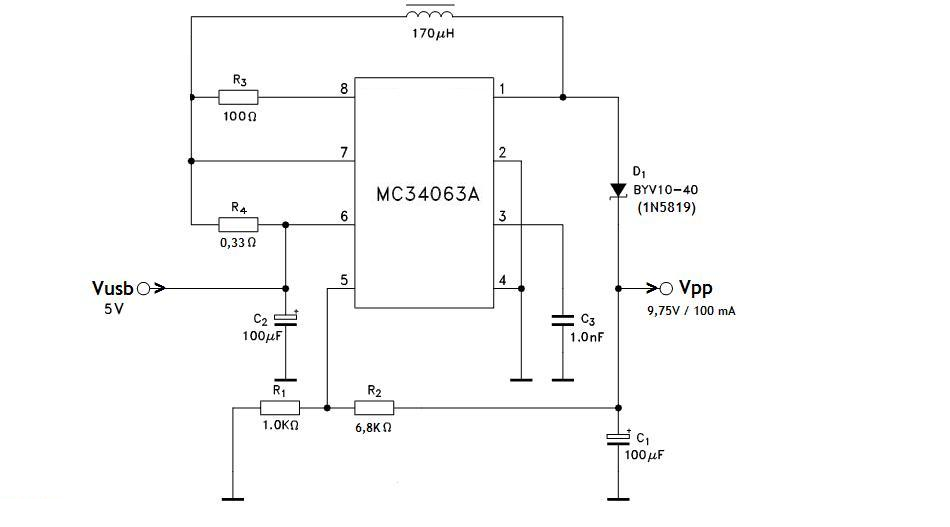 170µH
R3
100Ω
8
1
7
2
MC34063A
D1
BYV10-40
(1N5819)
R4
0,33Ω
6
3
Vusb
5V
5
4
Vpp
9,75V / 100 mA
C2
100µF
+
C3
1.0nF
R1
1.0KΩ
R2
6,8KΩ
+
C1
100µF